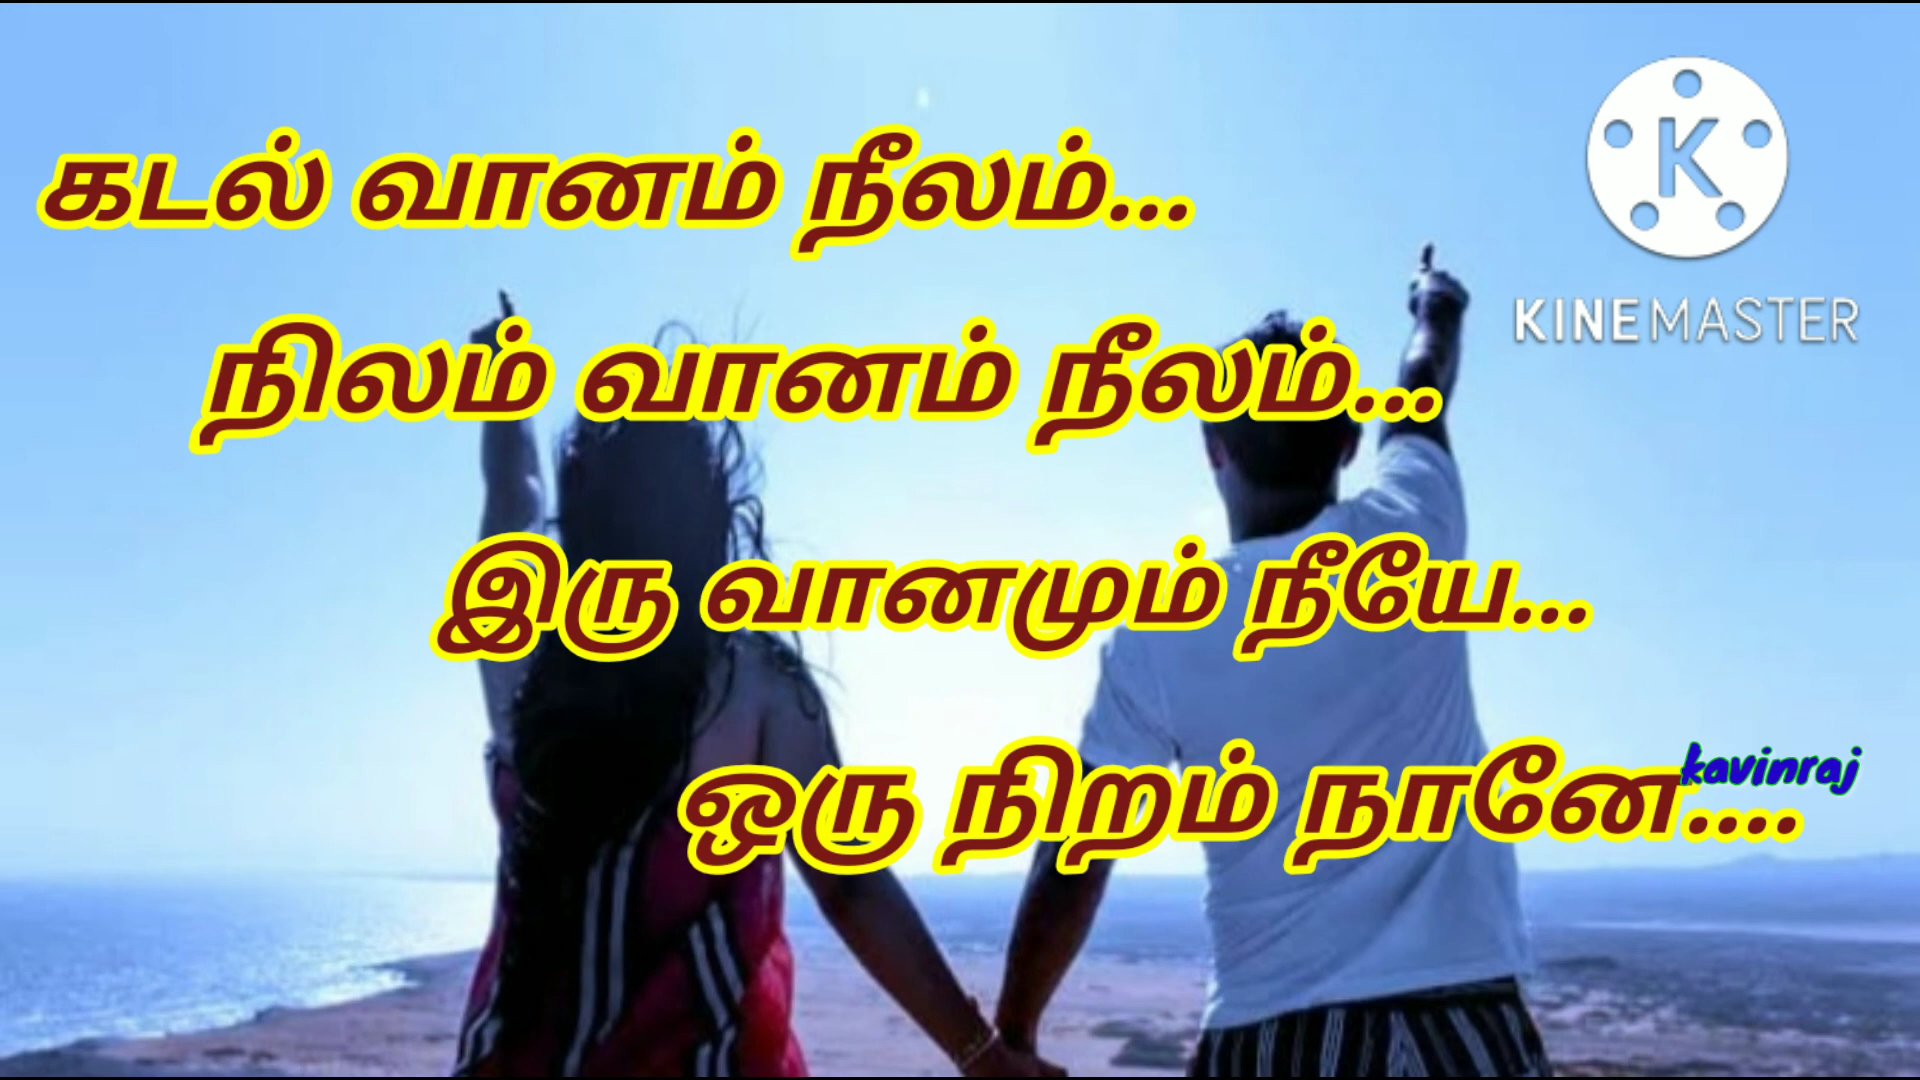 கடல் வானம் நீலம்...
KINEMASTER
நிலம் வானம் நீலம்...
இரு வானமும் நீயே...
ஒரு நிறம் நானே....
kavinraj